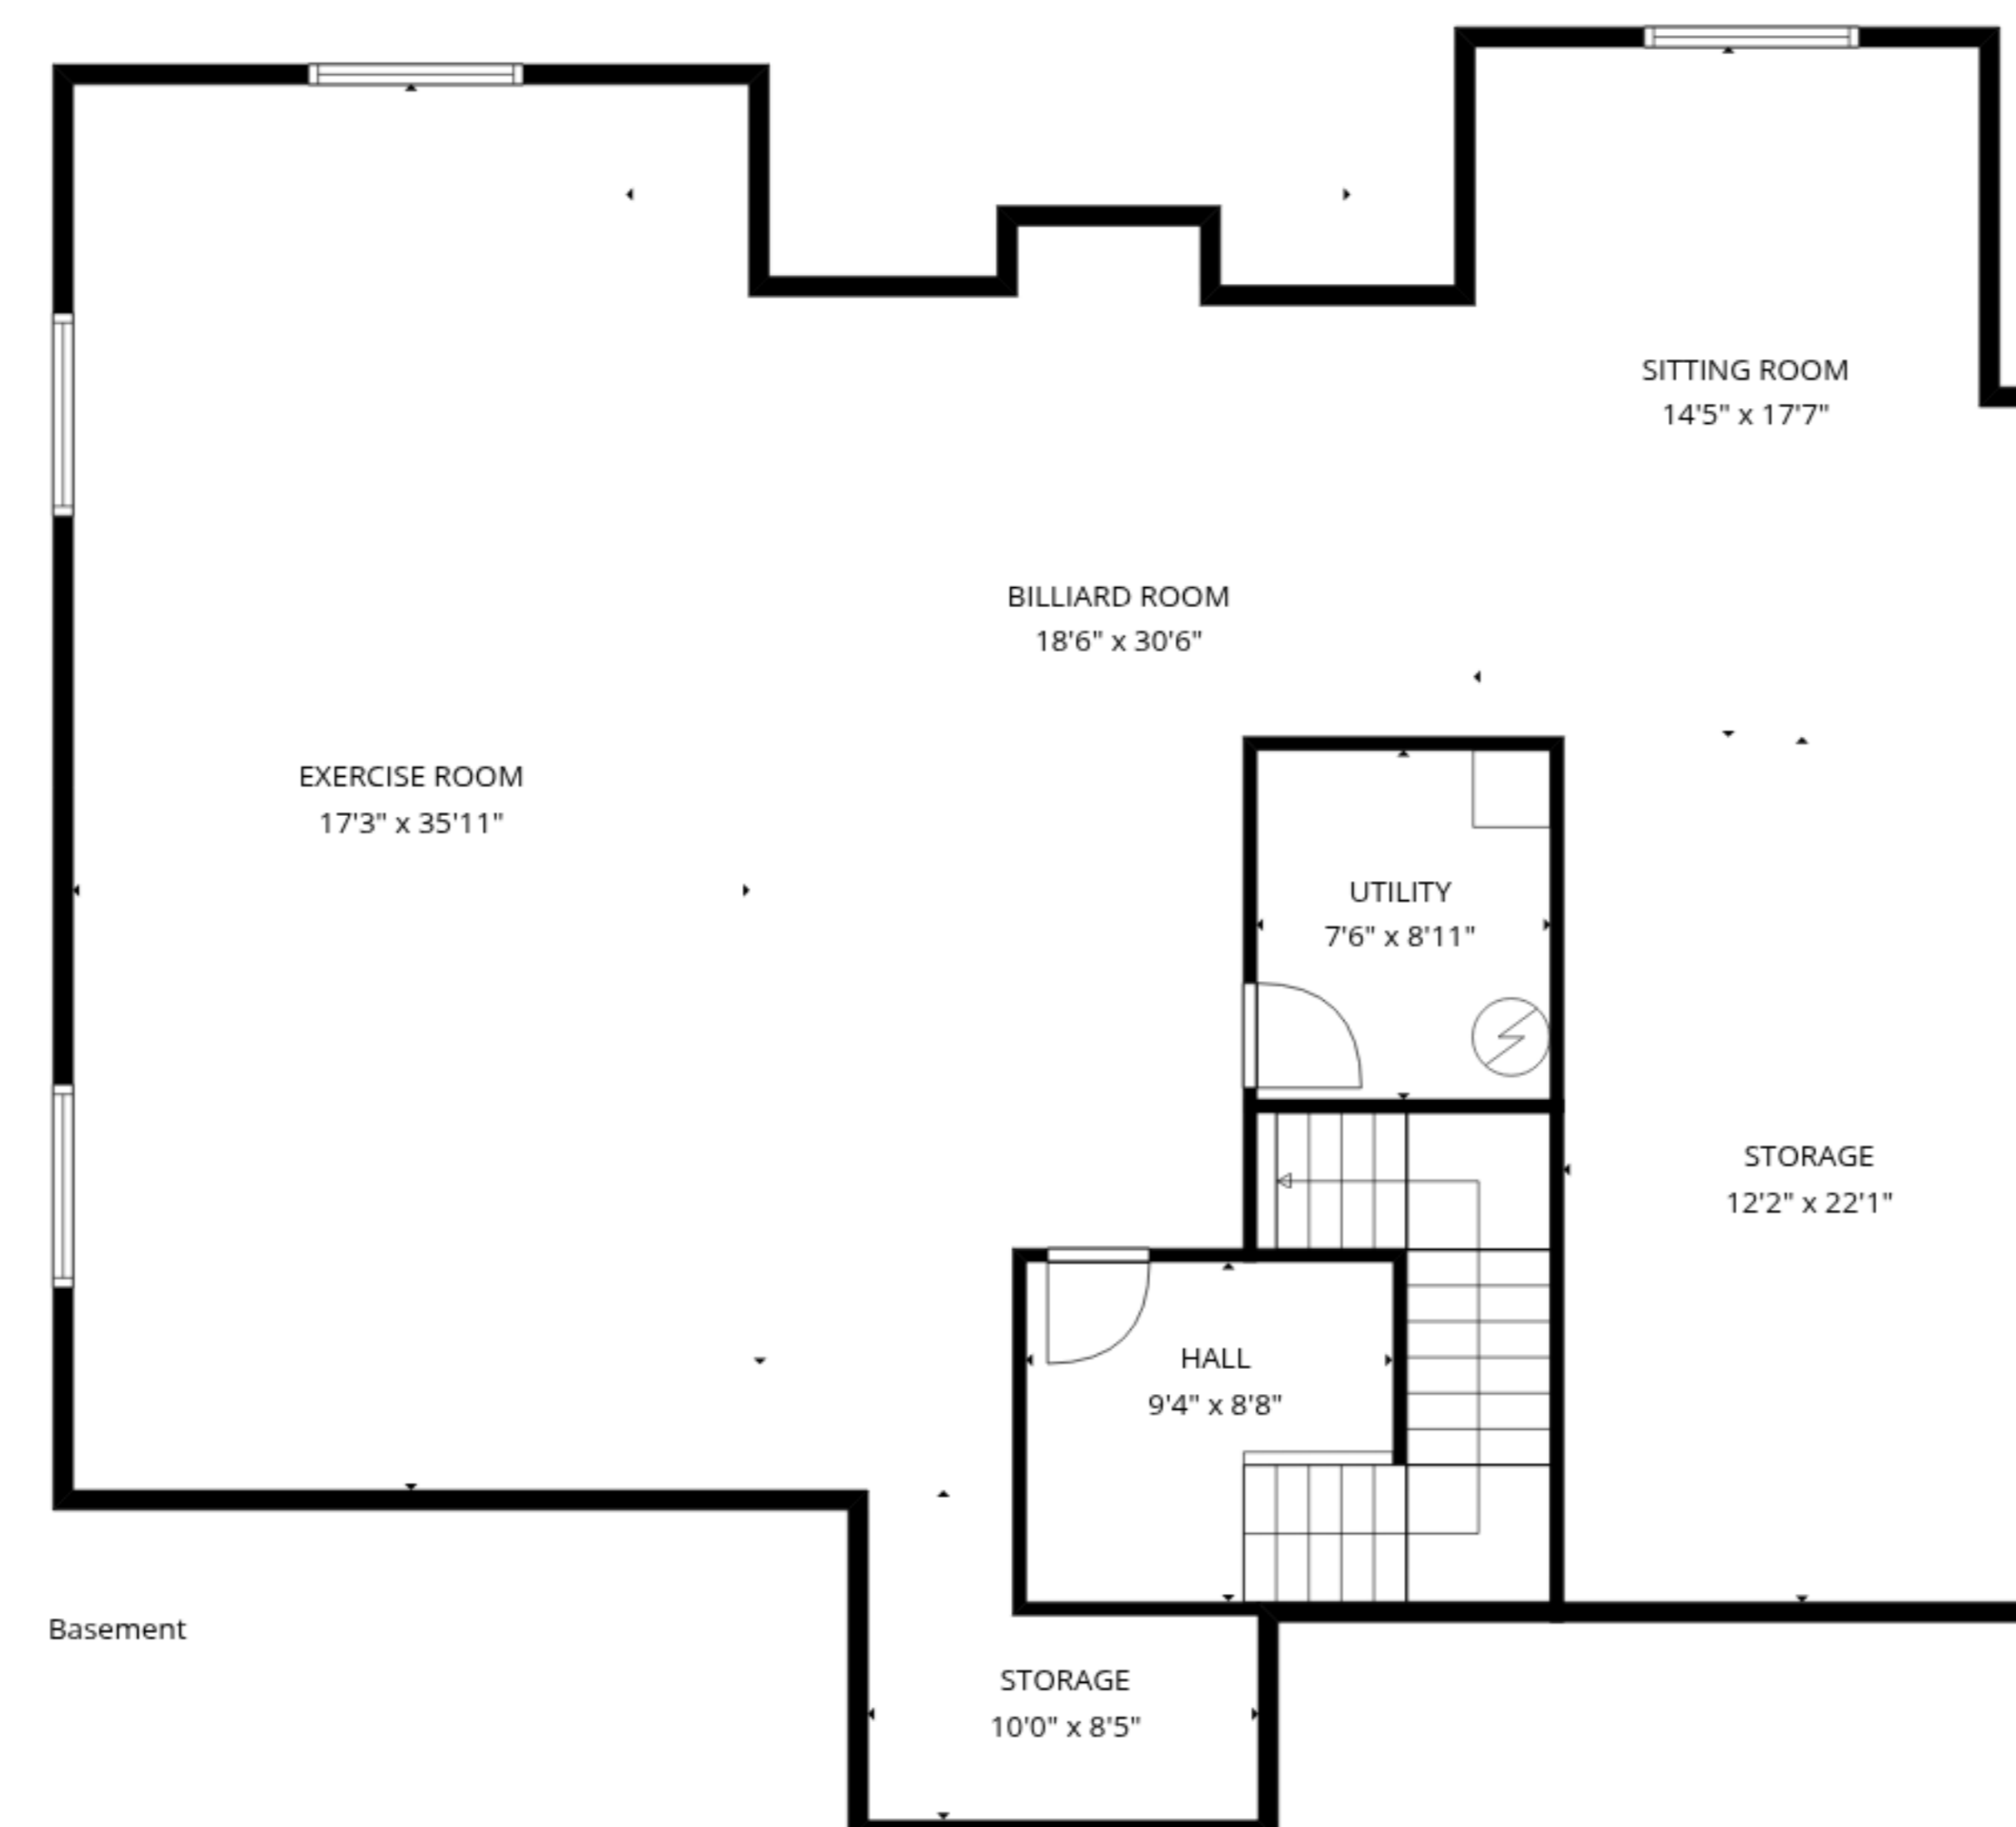 SITTING ROOM
14'5" x 17'7"
BILLIARD ROOM
18'6" x 30'6"
EXERCISE ROOM
17'3" x 35'11"
UTILITY
7'6" x 8'11"
STORAGE
12'2" x 22'1"
HALL
9'4" x 8'8"
Basement
STORAGE
10'0" x 8'5"